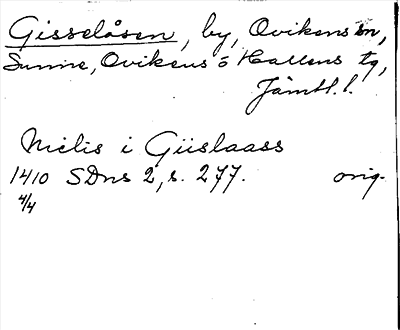 Gisselåsen, by, Ovikens sn,
Sunne, Ovikens o Hallens tg,
Jämtl. l.
Nielis i Giislaass
1410 SDns 2, s. 277. orig.
4/4